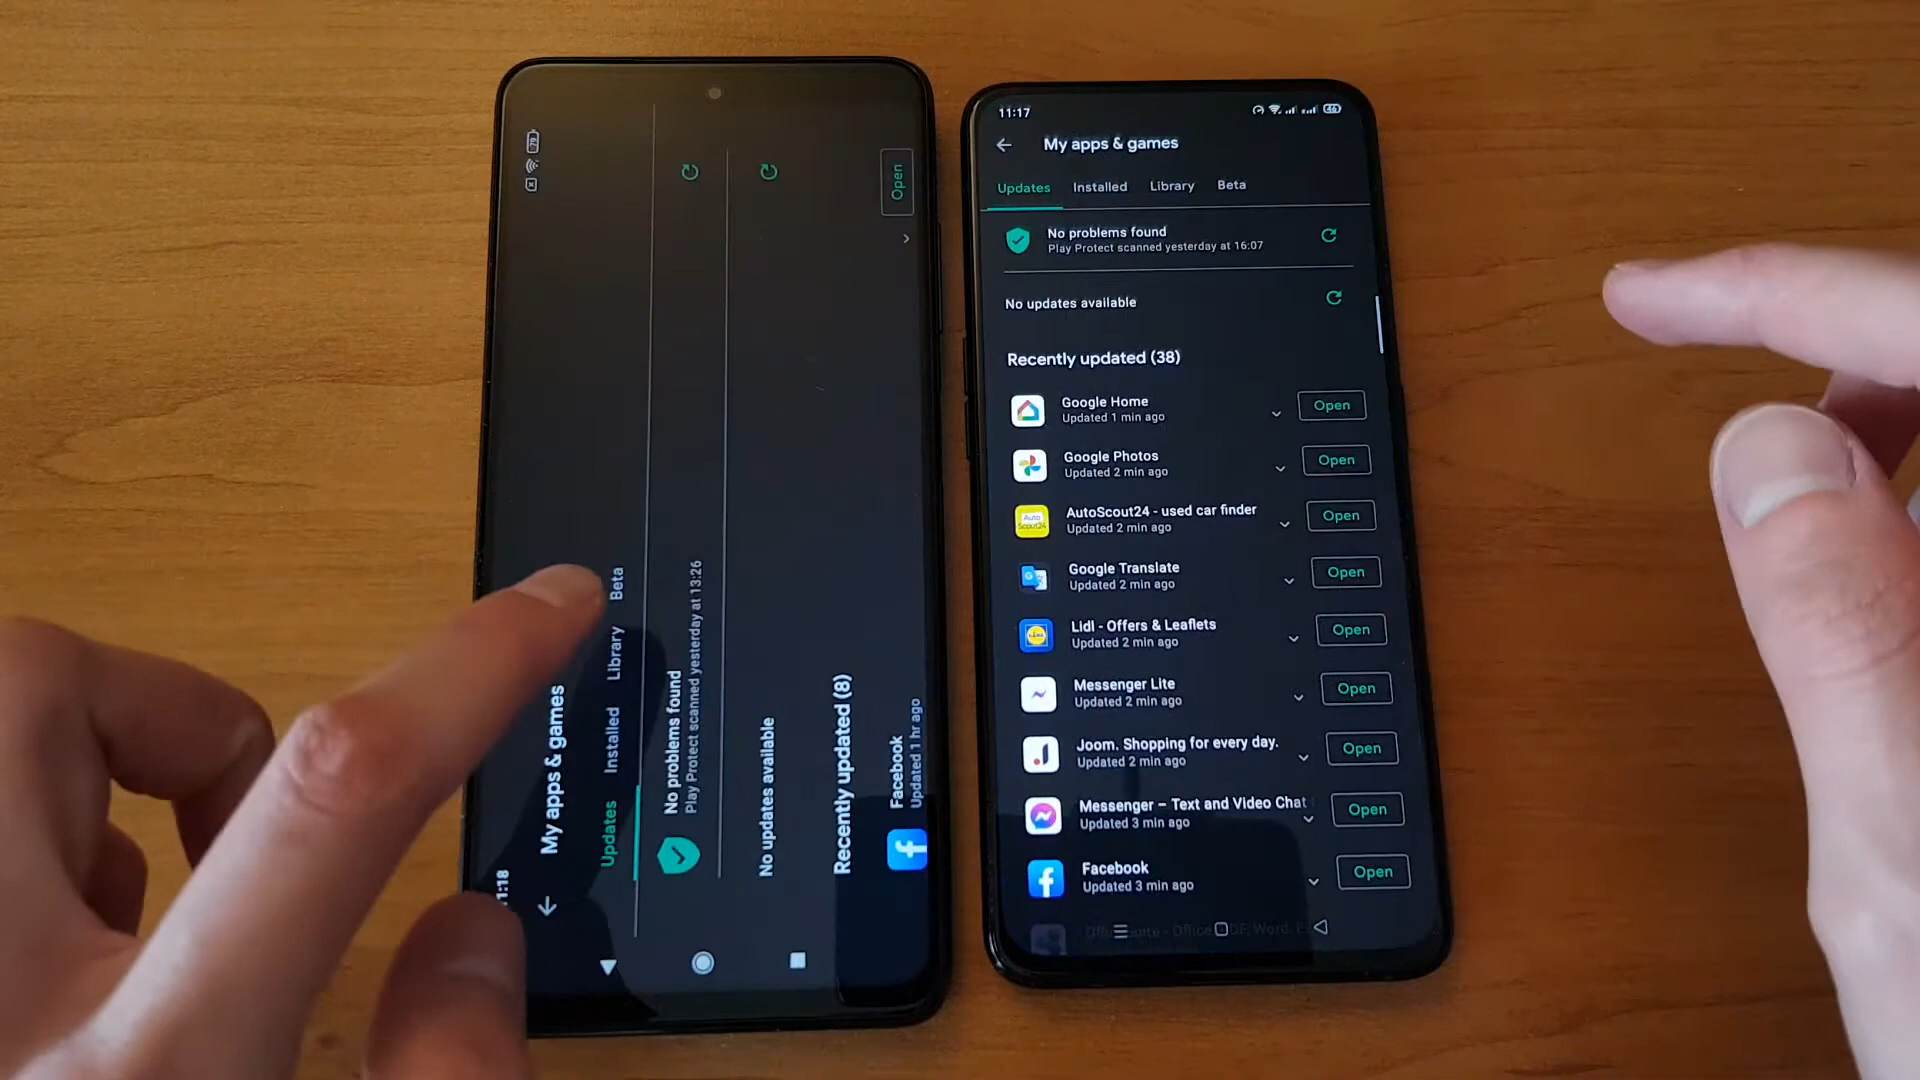 :18
79
My apps & games
Updates Installed Library Beta
No problems found
Play Protect scanned yesterday at 13:26
No updates available
Recently updated (8)
Facebook
Updated 1 hr ago
Open
11:17
46
My apps & games
Updates Installed Library Beta
No problems found
Play Protect scanned yesterday at 16:07
No updates available
Recently updated (38)
Google Home
Updated 1 min ago
Open
Google Photos
Updated 2 min ago
Open
Auto
Scout24
AutoScout24 - used car finder
Updated 2 min ago
Open
Google Translate
Updated 2 min ago
Open
Lidl - Offers & Leaflets
Updated 2 min ago
Open
Messenger Lite
Updated 2 min ago
Open
Joom. Shopping for every day.
Updated 2 min ago
Open
Messenger – Text and Video Chat
Updated 3 min ago
Open
Facebook
Updated 3 min ago
Open